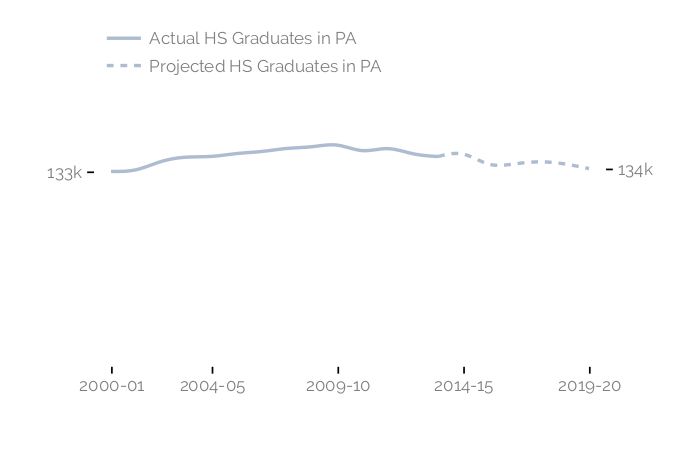 Actual HS Graduates in PA
Projected HS Graduates in PA
133k
134k
2000-01 2004-05 2009-10 2014-15 2019-20